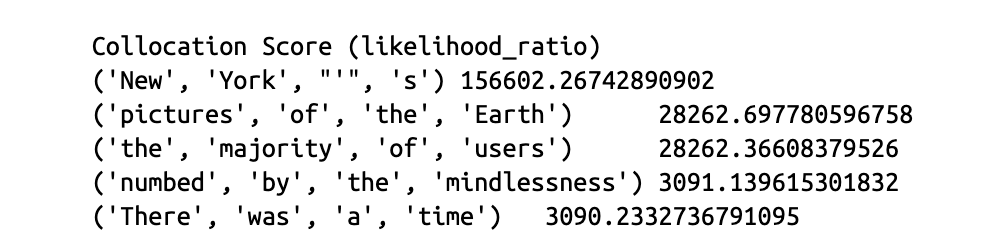 Collocation Score (likelihood_ratio)
('New', 'York', "'", 's') 156602.26742890902
('pictures', 'of', 'the', 'Earth') 28262.697780596758
('the', 'majority', 'of', 'users') 28262.36608379526
('numbed', 'by', 'the', 'mindlessness') 3091.139615301832
('There', 'was', 'a', 'time') 3090.2332736791095